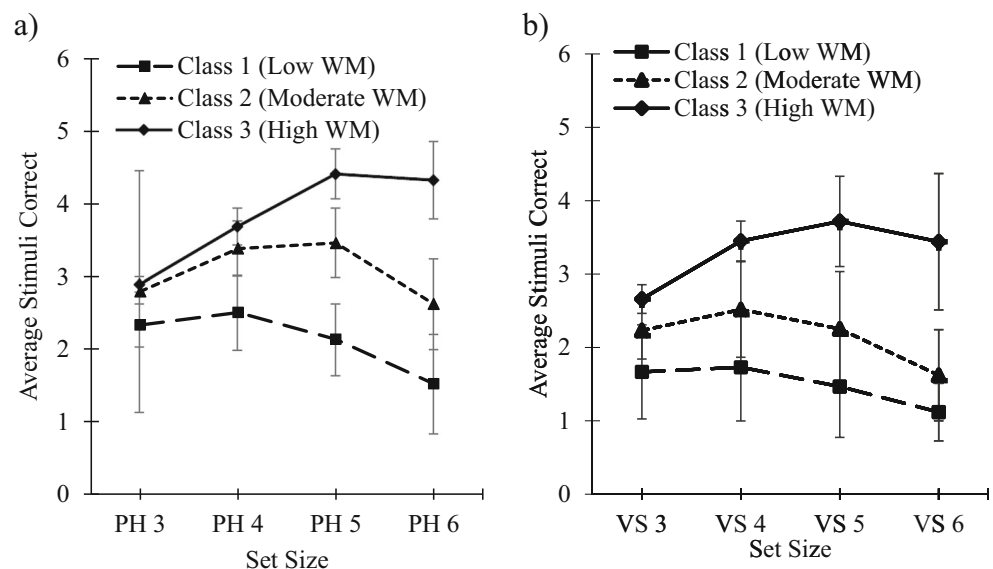 a)
6
5
4
3
2
1
0
Average Stimuli Correct
Class 1 (Low WM)
Class 2 (Moderate WM)
Class 3 (High WM)
PH 3 PH 4 PH 5 PH 6
Set Size
b)
6
5
4
3
2
1
0
Average Stimuli Correct
Class 1 (Low WM)
Class 2 (Moderate WM)
Class 3 (High WM)
VS 3 VS 4 VS 5 VS 6
Set Size